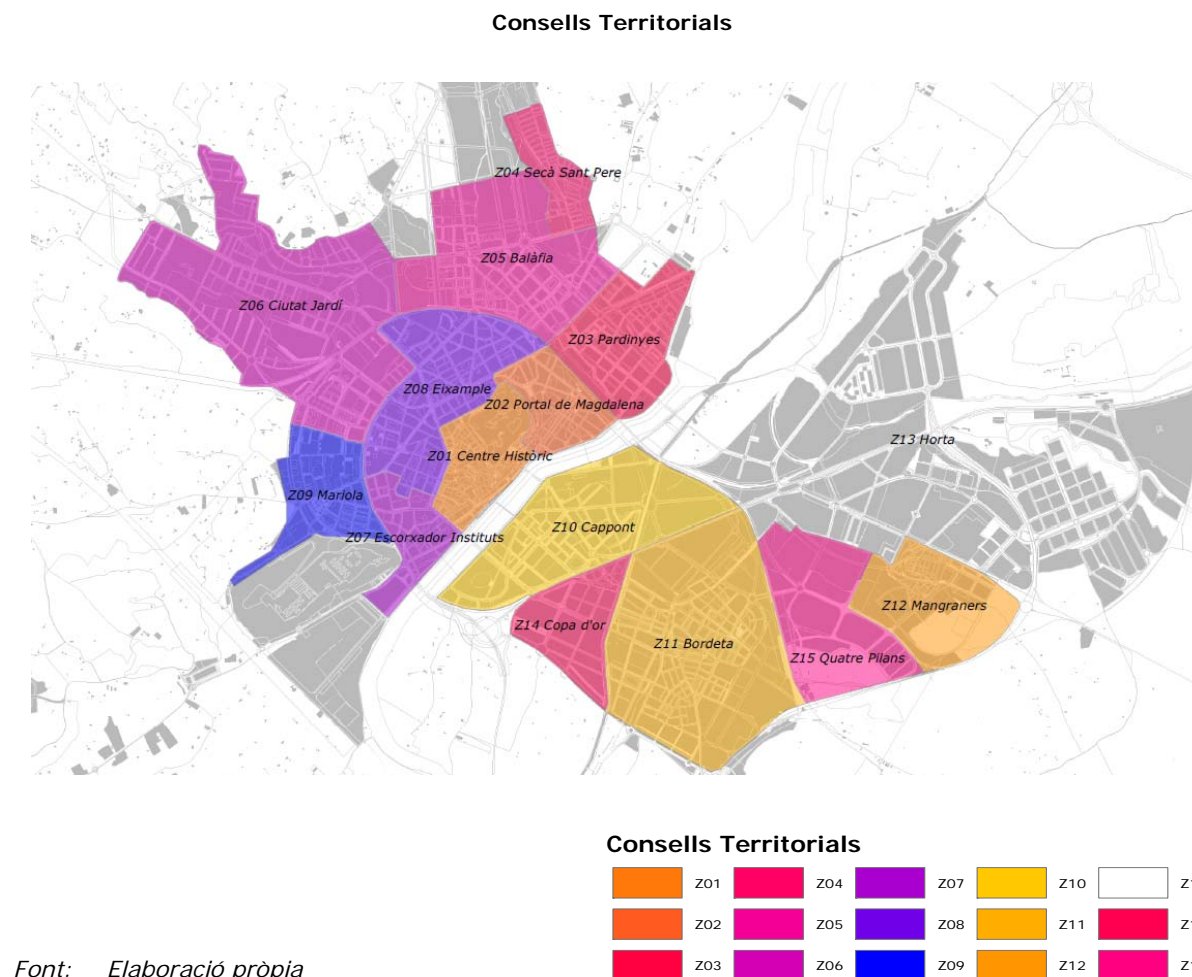 Consells Territorials
Z04 Secà Sant Pere
Z05 Balàfia
Z06 Ciutat Jardí
Z03 Pardinyes
Z08 Eixample
Z02 Portal de Magdalena
Z13 Horta
Z01 Centre Històric
Z09 Mariola
Z10 Cappont
Z07 Escorxador Instituts
Z12 Mangraners
Z14 Copa d'or
Z11 Bordeta
Z15 Quatre Pilans
Consells Territorials
Z01 Z04 Z07 Z10
Z02 Z05 Z08 Z11
Z03 Z06 Z09 Z12
Font: Elaboració pròpia